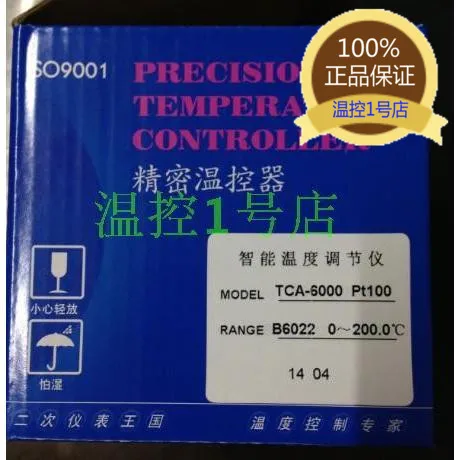 100%
正品保证
温控1号店
SO9001
PRECISIO
TEMPERA
CONTROLLER
精密温控器
温控1号店
智能温度调节仪
MODEL TCA-6000 Pt100
RANGE B6022 0～200.0℃
14 04
小心轻放
怕湿
二次仪表王国
温度控制专家